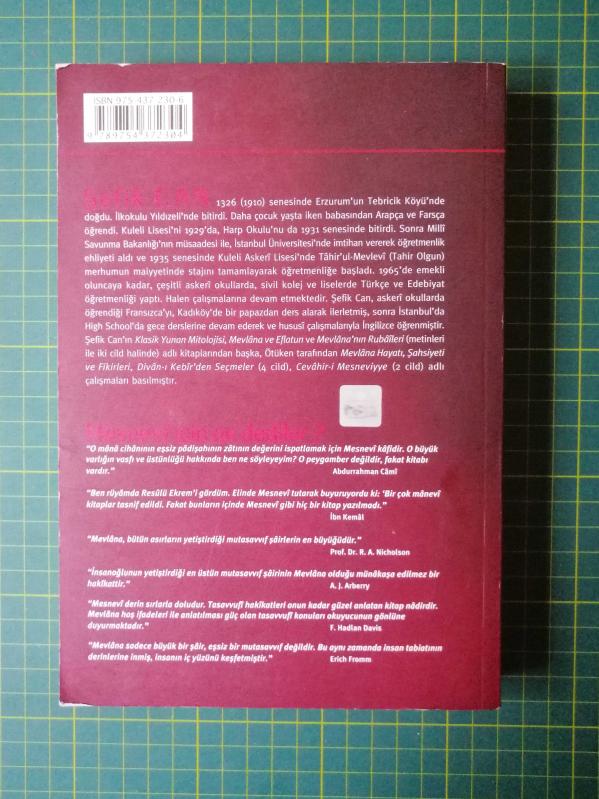 ISBN 975 437 230-6
9 789754 372304
Şefik CAN, 1326 (1910) senesinde Erzurum'un Tebricik Köyü'nde
doğdu. İlkokulu Yıldızeli'nde bitirdi. Daha çocuk yaşta iken babasından Arapça ve Farsça
öğrendi. Kuleli Lisesi'ni 1929'da, Harp Okulu'nu da 1931 senesinde bitirdi. Sonra Millî
Savunma Bakanlığı'nın müsaadesi ile, İstanbul Üniversitesi'nde imtihan vererek öğretmenlik
ehliyeti aldı ve 1935 senesinde Kuleli Askerî Lisesi'nde Tâhir'ul-Mevlevî (Tahir Olgun)
merhumun maiyyetinde stajını tamamlayarak öğretmenliğe başladı. 1965'de emekli
oluncaya kadar, çeşitli askerî okullarda, sivil kolej ve liselerde Türkçe ve Edebiyat
öğretmenliği yaptı. Halen çalışmalarına devam etmektedir. Şefik Can, askerî okullarda
öğrendiği Fransızca'yı, Kadıköy'de bir papazdan ders alarak ilerletmiş, sonra İstanbul'da
High School'da gece derslerine devam ederek ve hususî çalışmalarıyla İngilizce öğrenmiştir.
Şefik Can'ın Klasik Yunan Mitolojisi, Mevlâna ve Eflatun ve Mevlâna'nın Rubâîleri (metinleri
ile iki cild halinde) adlı kitaplarından başka, Ötüken tarafından Mevlâna Hayatı, Şahsiyeti
ve Fikirleri, Divân-ı Kebîr'den Seçmeler (4 cild), Cevâhir-i Mesneviyye (2 cild) adlı
çalışmaları basılmıştır.
"O mânâ cihânının eşsiz pâdişahının zâtının değerini ispatlamak için Mesnevî kâfidir. O büyük
varlığın vasfı ve üstünlüğü hakkında ben ne söyleyeyim? O peygamber değildir, fakat kitabı
vardır." Abdurrahman Câmî
"Ben rüyâmda Resûlü Ekrem'i gördüm. Elinde Mesnevî tutarak buyuruyordu ki: 'Bir çok mânevî
kitaplar tasnif edildi. Fakat bunların içinde Mesnevî gibi hiç bir kitap yazılmadı."
İbn Kemâl
"Mevlâna, bütün asırların yetiştirdiği mutasavvıf şâirlerin en büyüğüdür."
Prof. Dr. R. A. Nicholson
"İnsanoğlunun yetiştirdiği en üstün mutasavvıf şâirinin Mevlâna olduğu münâkaşa edilmez bir
hakîkattir." A. J. Arberry
"Mesnevî derin sırlarla doludur. Tasavvufî hakîkatleri onun kadar güzel anlatan kitap nâdirdir.
Mevlâna hoş ifadeleri ile anlatılması güç olan tasavvufî konuları okuyucunun gönlüne
duyurmaktadır." F. Hadlan Davis
"Mevlâna sadece büyük bir şâir, eşsiz bir mutasavvıf değildir. Bu aynı zamanda insan tabiatının
derinlerine inmiş, insanın iç yüzünü keşfetmiştir." Erich Fromm